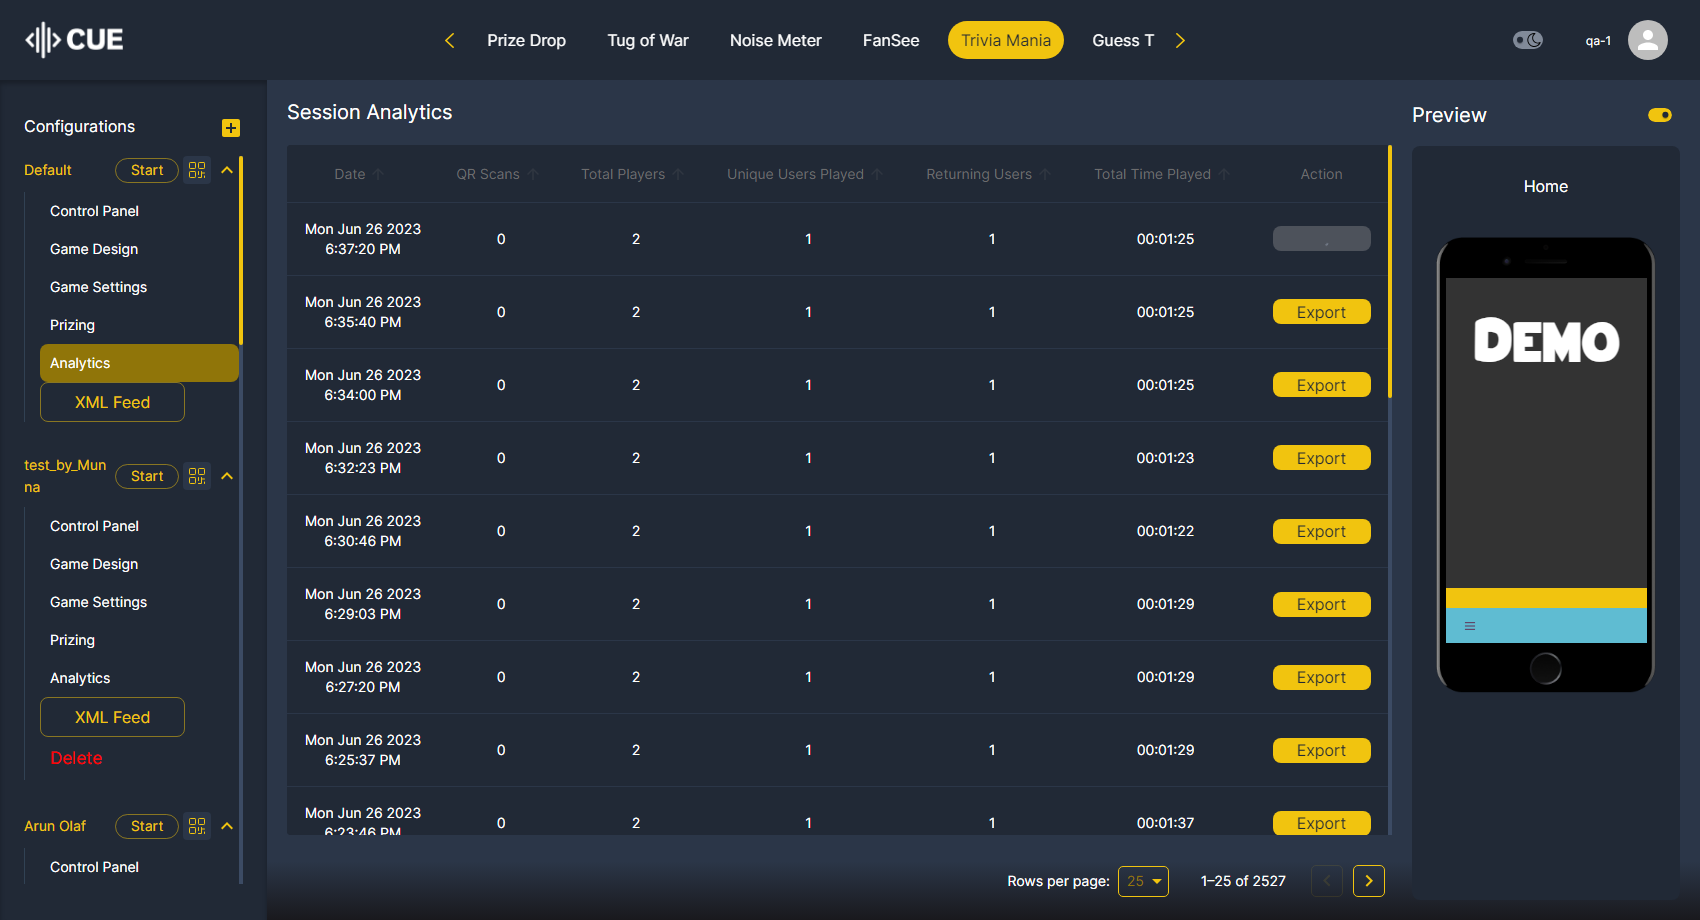 CUE
Prize Drop
Tug of War
Noise Meter
FanSee
Trivia Mania
Guess T
qa-1
Configurations
Default
Start
Control Panel
Game Design
Game Settings
Prizing
Analytics
XML Feed
test_by_Mun
na
Start
Control Panel
Game Design
Game Settings
Prizing
Analytics
XML Feed
Delete
Arun Olaf
Start
Control Panel
Session Analytics
Date QR Scans Total Players Unique Users Played Returning Users Total Time Played Action
Mon Jun 26 2023
6:37:20 PM
0 2 1 1 00:01:25
Mon Jun 26 2023
6:35:40 PM
0 2 1 1 00:01:25 Export
Mon Jun 26 2023
6:34:00 PM
0 2 1 1 00:01:25 Export
Mon Jun 26 2023
6:32:23 PM
0 2 1 1 00:01:23 Export
Mon Jun 26 2023
6:30:46 PM
0 2 1 1 00:01:22 Export
Mon Jun 26 2023
6:29:03 PM
0 2 1 1 00:01:29 Export
Mon Jun 26 2023
6:27:20 PM
0 2 1 1 00:01:29 Export
Mon Jun 26 2023
6:25:37 PM
0 2 1 1 00:01:29 Export
Mon Jun 26 2023
6:23:46 PM
0 2 1 1 00:01:37 Export
Rows per page: 25 1–25 of 2527
Preview
Home
DEMO